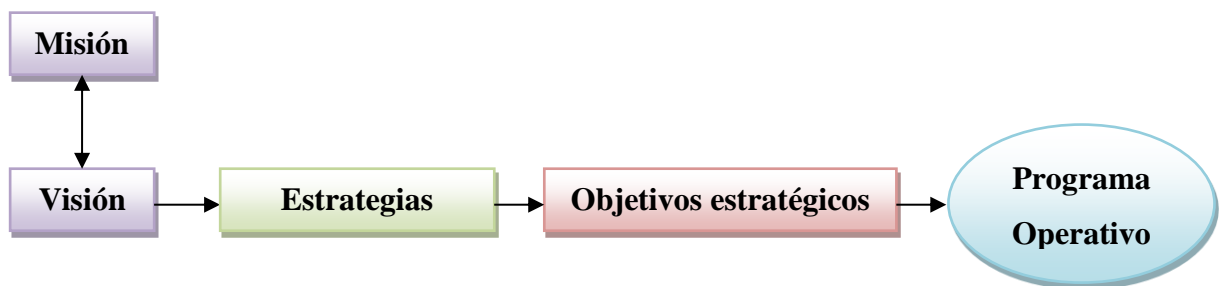 Misión
Visión
Estrategias
Objetivos estratégicos
Programa
Operativo